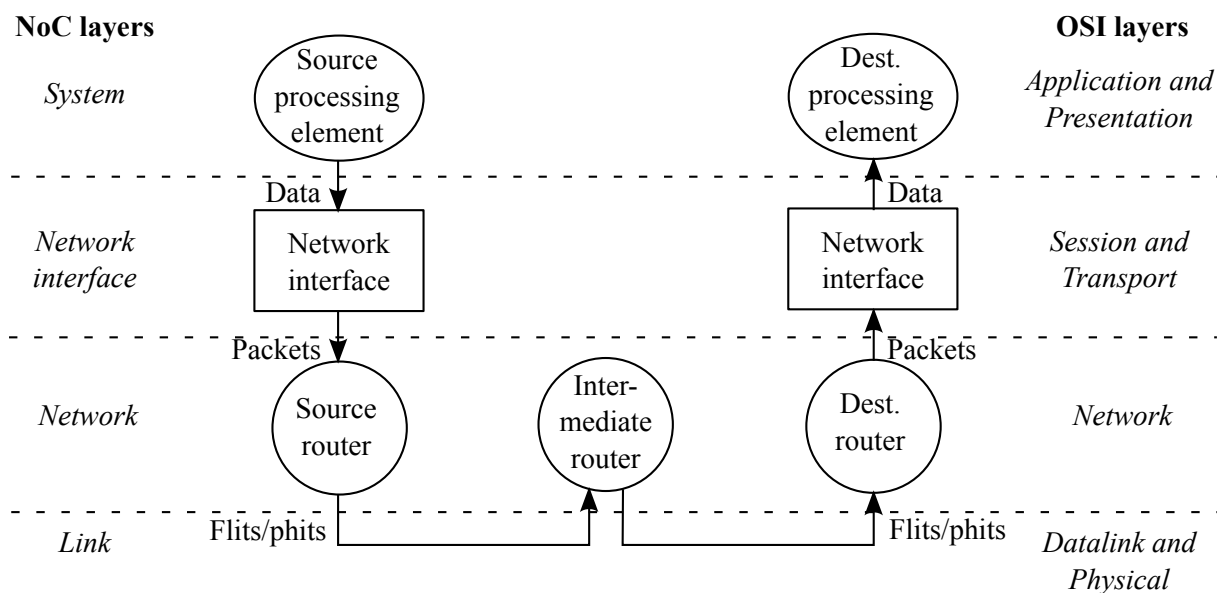 NoC layers
OSI layers
Source
processing
element
Dest.
processing
element
System
Application and
Presentation
Data
Data
Network
interface
Network
interface
Network
interface
Session and
Transport
Packets
Packets
Network
Source
router
Inter-
mediate
router
Dest.
router
Network
Flits/phits
Flits/phits
Link
Datalink and
Physical